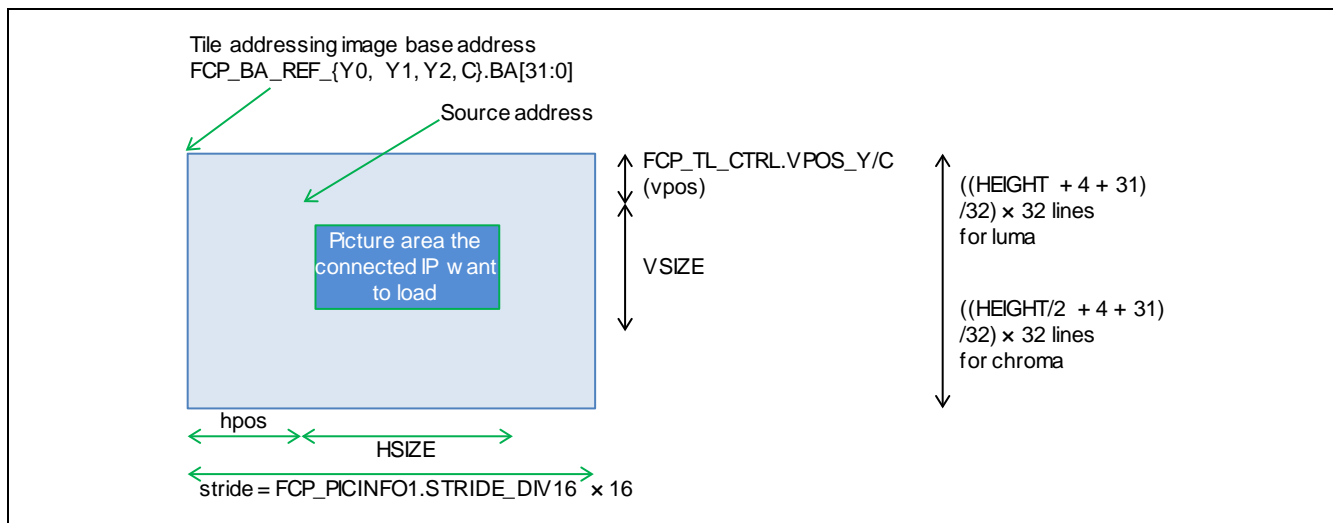 Tile addressing image base address
FCP_BA_REF_{Y0, Y1, Y2, C}.BA[31:0]
Source address
FCP_TL_CTRL.VPOS_Y/C
(vpos)
((HEIGHT + 4 + 31)
/32) × 32 lines
for luma
Picture area the
connected IP want
to load
VSIZE
((HEIGHT/2 + 4 + 31)
/32) × 32 lines
for chroma
hpos
HSIZE
stride = FCP_PICINFO1.STRIDE_DIV16 × 16